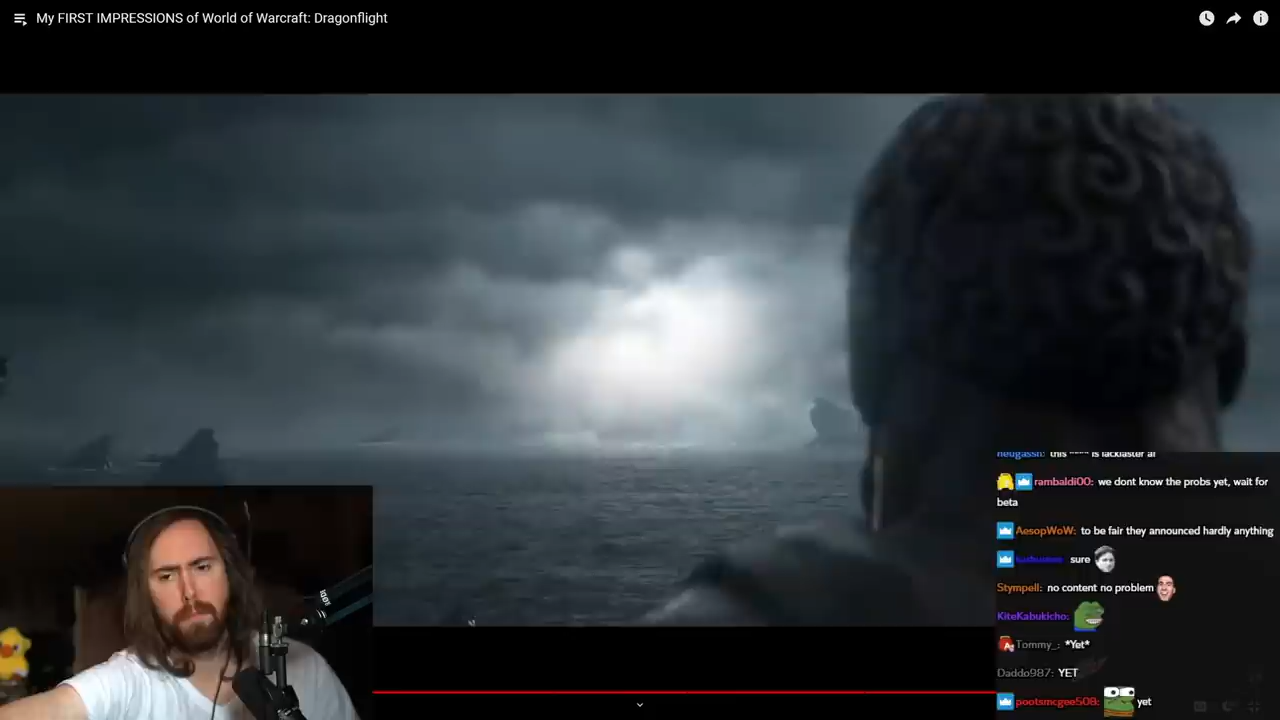 My FIRST IMPRESSIONS of World of Warcraft: Dragonflight
rambaldi00: we dont know the probs yet, wait for
beta
AesopWoW: to be fair they announced hardly anything
sure
Stympell: no content no problem
KiteKabukicho:
Tommy_: *Yet*
Daddo987: YET
pootsmcgee508: yet